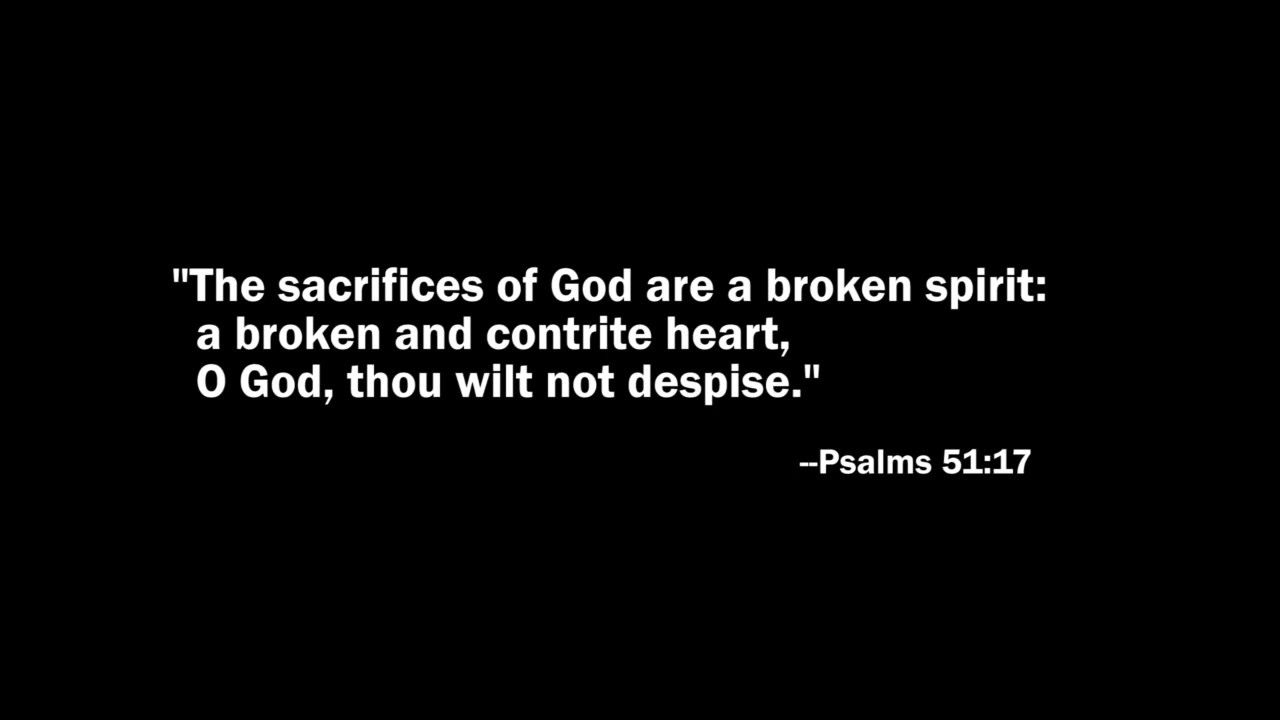 "The sacrifices of God are a broken spirit:
a broken and contrite heart,
O God, thou wilt not despise."
--Psalms 51:17